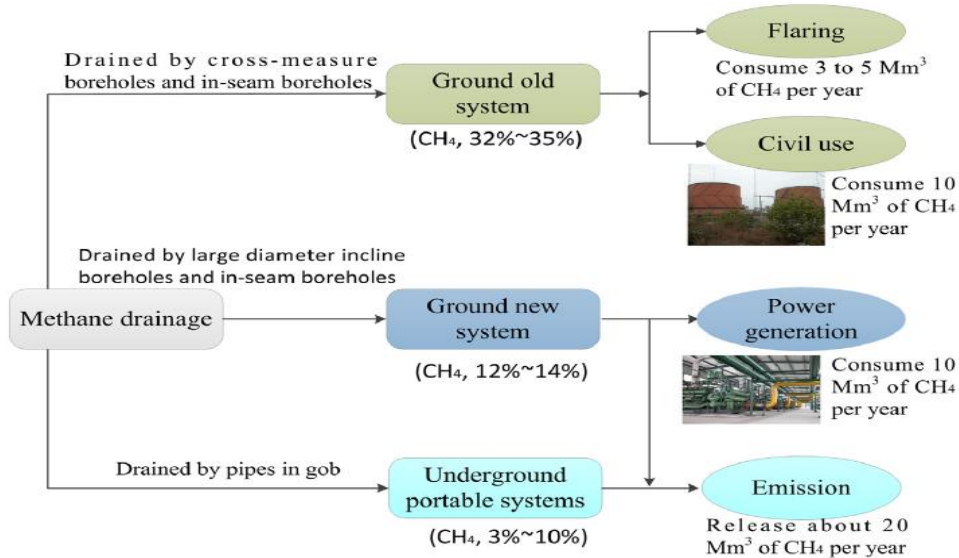 Flaring
Drained by cross-measure
boreholes and in-seam boreholes
Ground old
system
(CH₄, 32%~35%)
Consume 3 to 5 Mm³
of CH₄ per year
Civil use
Consume 10
Mm³ of CH₄
per year
Drained by large diameter incline
boreholes and in-seam boreholes
Methane drainage
Ground new
system
(CH₄, 12%~14%)
Power
generation
Consume 10
Mm³ of CH₄
per year
Drained by pipes in gob
Underground
portable systems
(CH₄, 3%~10%)
Emission
Release about 20
Mm³ of CH₄ per year